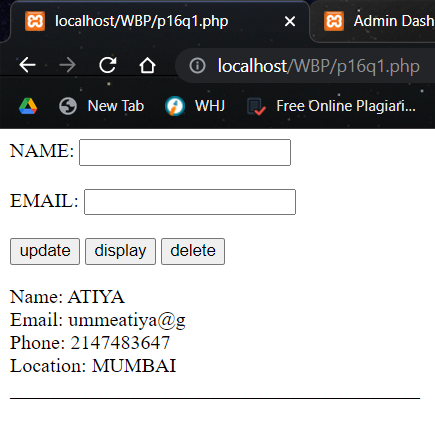 localhost/WBP/p16q1.php
Admin Dash
localhost/WBP/p16q1.php
New Tab
WHJ
Free Online Plagiari...
NAME:
EMAIL:
update display delete
Name: ATIYA
Email: ummeatiya@g
Phone: 2147483647
Location: MUMBAI